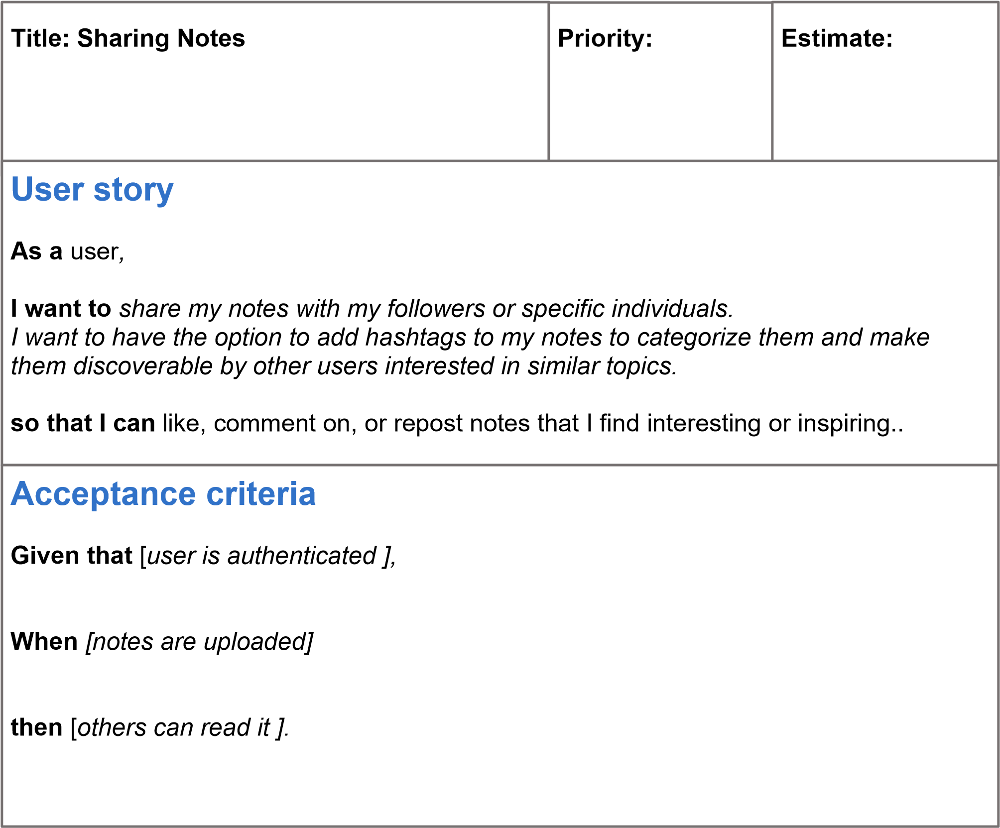 Title: Sharing Notes
Priority:
Estimate:
User story
As a user,
I want to share my notes with my followers or specific individuals.
I want to have the option to add hashtags to my notes to categorize them and make
them discoverable by other users interested in similar topics.
so that I can like, comment on, or repost notes that I find interesting or inspiring..
Acceptance criteria
Given that [user is authenticated ],
When [notes are uploaded]
then [others can read it ].